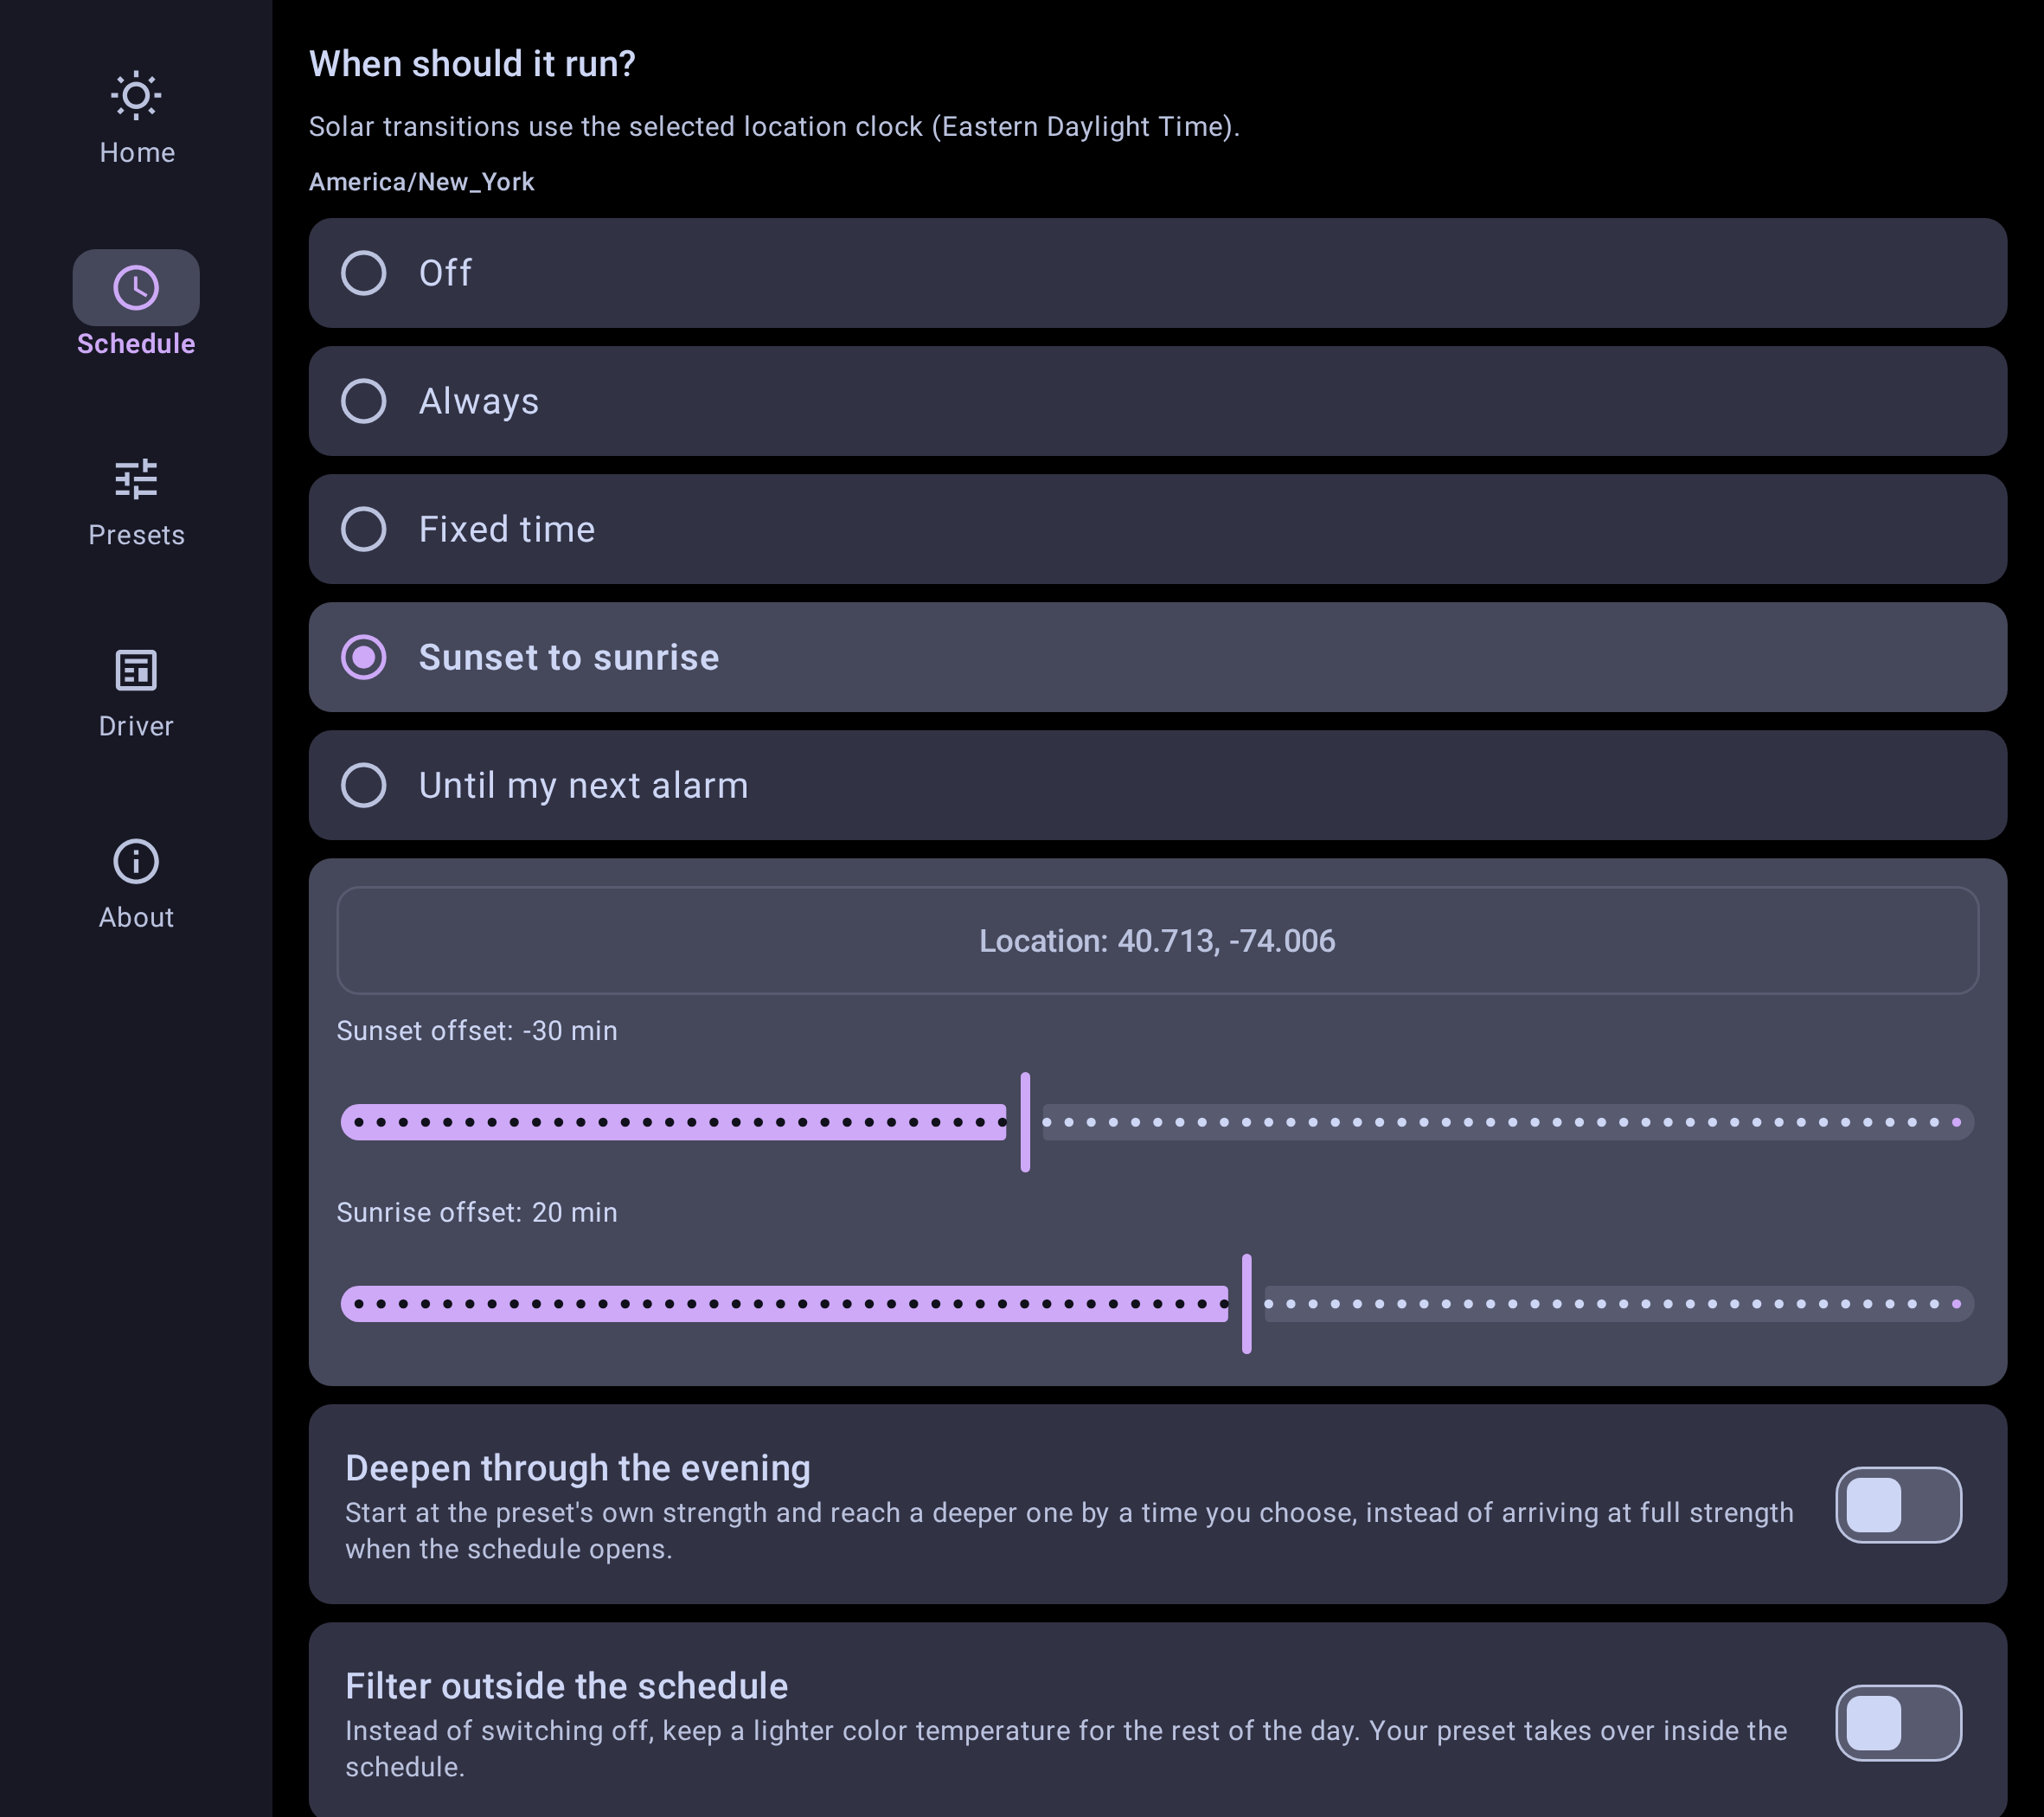 Home
Schedule
Presets
Driver
About
When should it run?
Solar transitions use the selected location clock (Eastern Daylight Time).
America/New_York
Off
Always
Fixed time
Sunset to sunrise
Until my next alarm
Location: 40.713, -74.006
Sunset offset: -30 min
Sunrise offset: 20 min
Deepen through the evening
Start at the preset's own strength and reach a deeper one by a time you choose, instead of arriving at full strength
when the schedule opens.
Filter outside the schedule
Instead of switching off, keep a lighter color temperature for the rest of the day. Your preset takes over inside the
schedule.